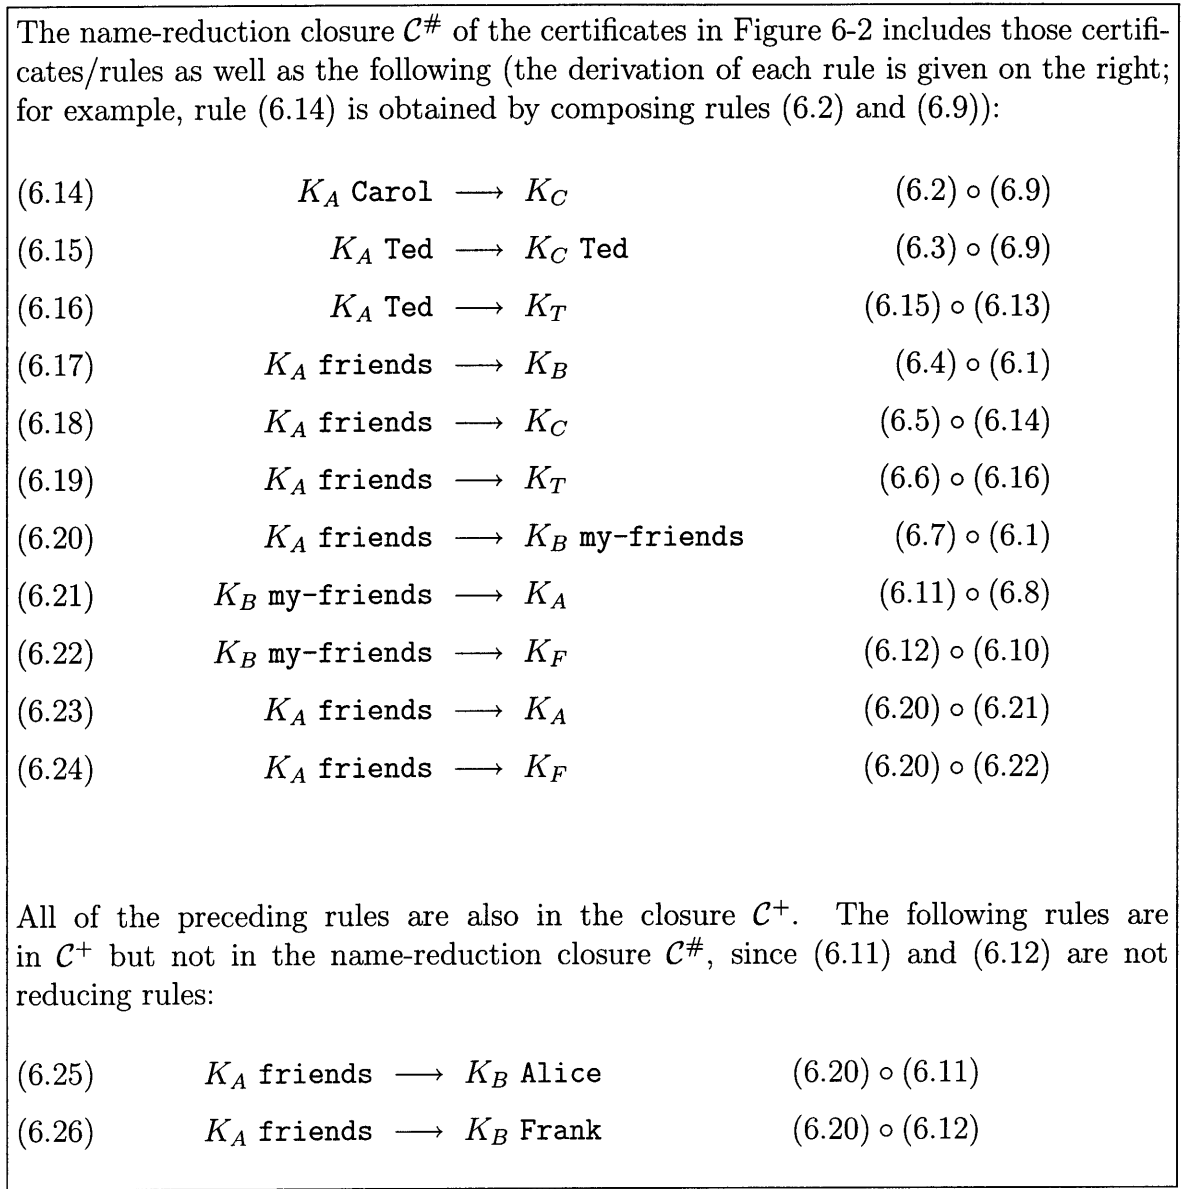 The name-reduction closure 𝒞# of the certificates in Figure 6-2 includes those certifi-
cates/rules as well as the following (the derivation of each rule is given on the right;
for example, rule (6.14) is obtained by composing rules (6.2) and (6.9)):
(6.14) K_A Carol ⟶ K_C (6.2) ∘ (6.9)
(6.15) K_A Ted ⟶ K_C Ted (6.3) ∘ (6.9)
(6.16) K_A Ted ⟶ K_T (6.15) ∘ (6.13)
(6.17) K_A friends ⟶ K_B (6.4) ∘ (6.1)
(6.18) K_A friends ⟶ K_C (6.5) ∘ (6.14)
(6.19) K_A friends ⟶ K_T (6.6) ∘ (6.16)
(6.20) K_A friends ⟶ K_B my-friends (6.7) ∘ (6.1)
(6.21) K_B my-friends ⟶ K_A (6.11) ∘ (6.8)
(6.22) K_B my-friends ⟶ K_F (6.12) ∘ (6.10)
(6.23) K_A friends ⟶ K_A (6.20) ∘ (6.21)
(6.24) K_A friends ⟶ K_F (6.20) ∘ (6.22)
All of the preceding rules are also in the closure 𝒞+. The following rules are
in 𝒞+ but not in the name-reduction closure 𝒞#, since (6.11) and (6.12) are not
reducing rules:
(6.25) K_A friends ⟶ K_B Alice (6.20) ∘ (6.11)
(6.26) K_A friends ⟶ K_B Frank (6.20) ∘ (6.12)